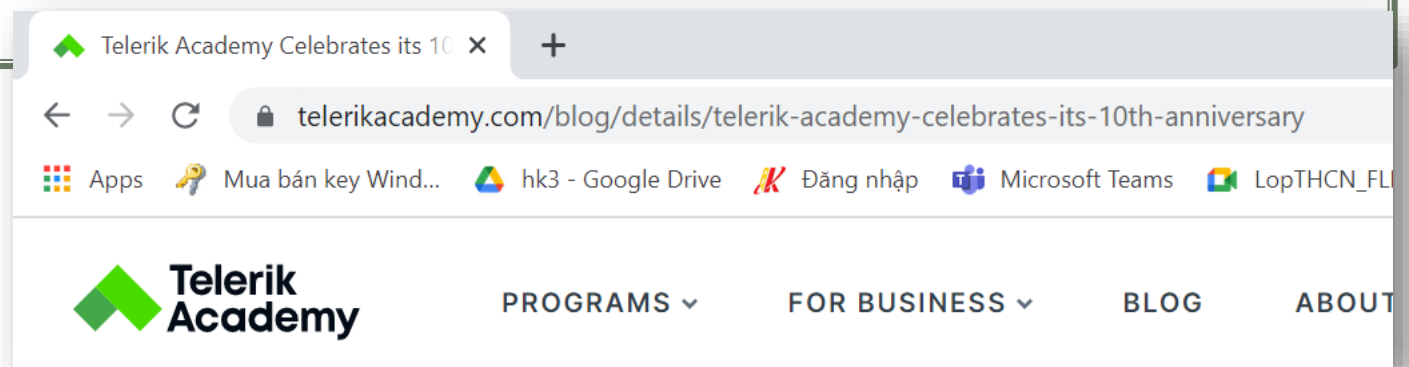 Telerik Academy Celebrates its 10
telerikacademy.com/blog/details/telerik-academy-celebrates-its-10th-anniversary
Apps Mua bán key Wind... hk3 - Google Drive Đăng nhập Microsoft Teams LopTHCN_FL
Telerik
Academy
PROGRAMS FOR BUSINESS BLOG ABOUT